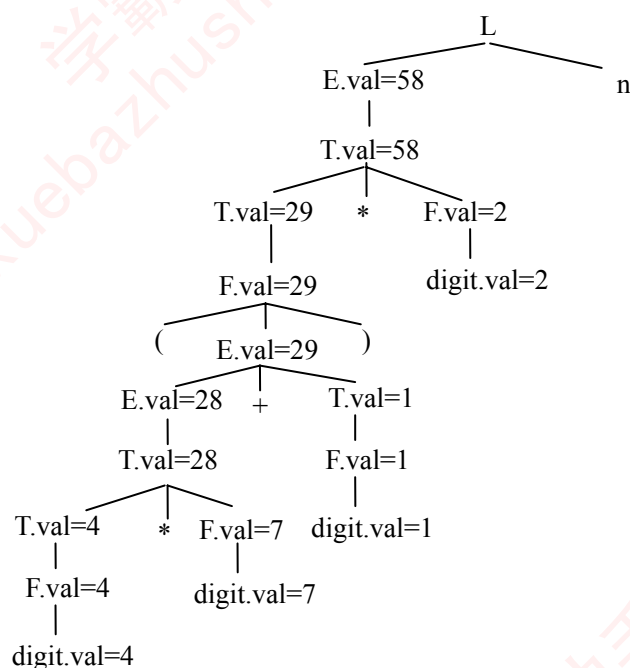 L
E.val=58 n
T.val=58
T.val=29 * F.val=2
digit.val=2
F.val=29
( E.val=29 )
E.val=28 + T.val=1
T.val=28 F.val=1
T.val=4 * F.val=7 digit.val=1
F.val=4 digit.val=7
digit.val=4